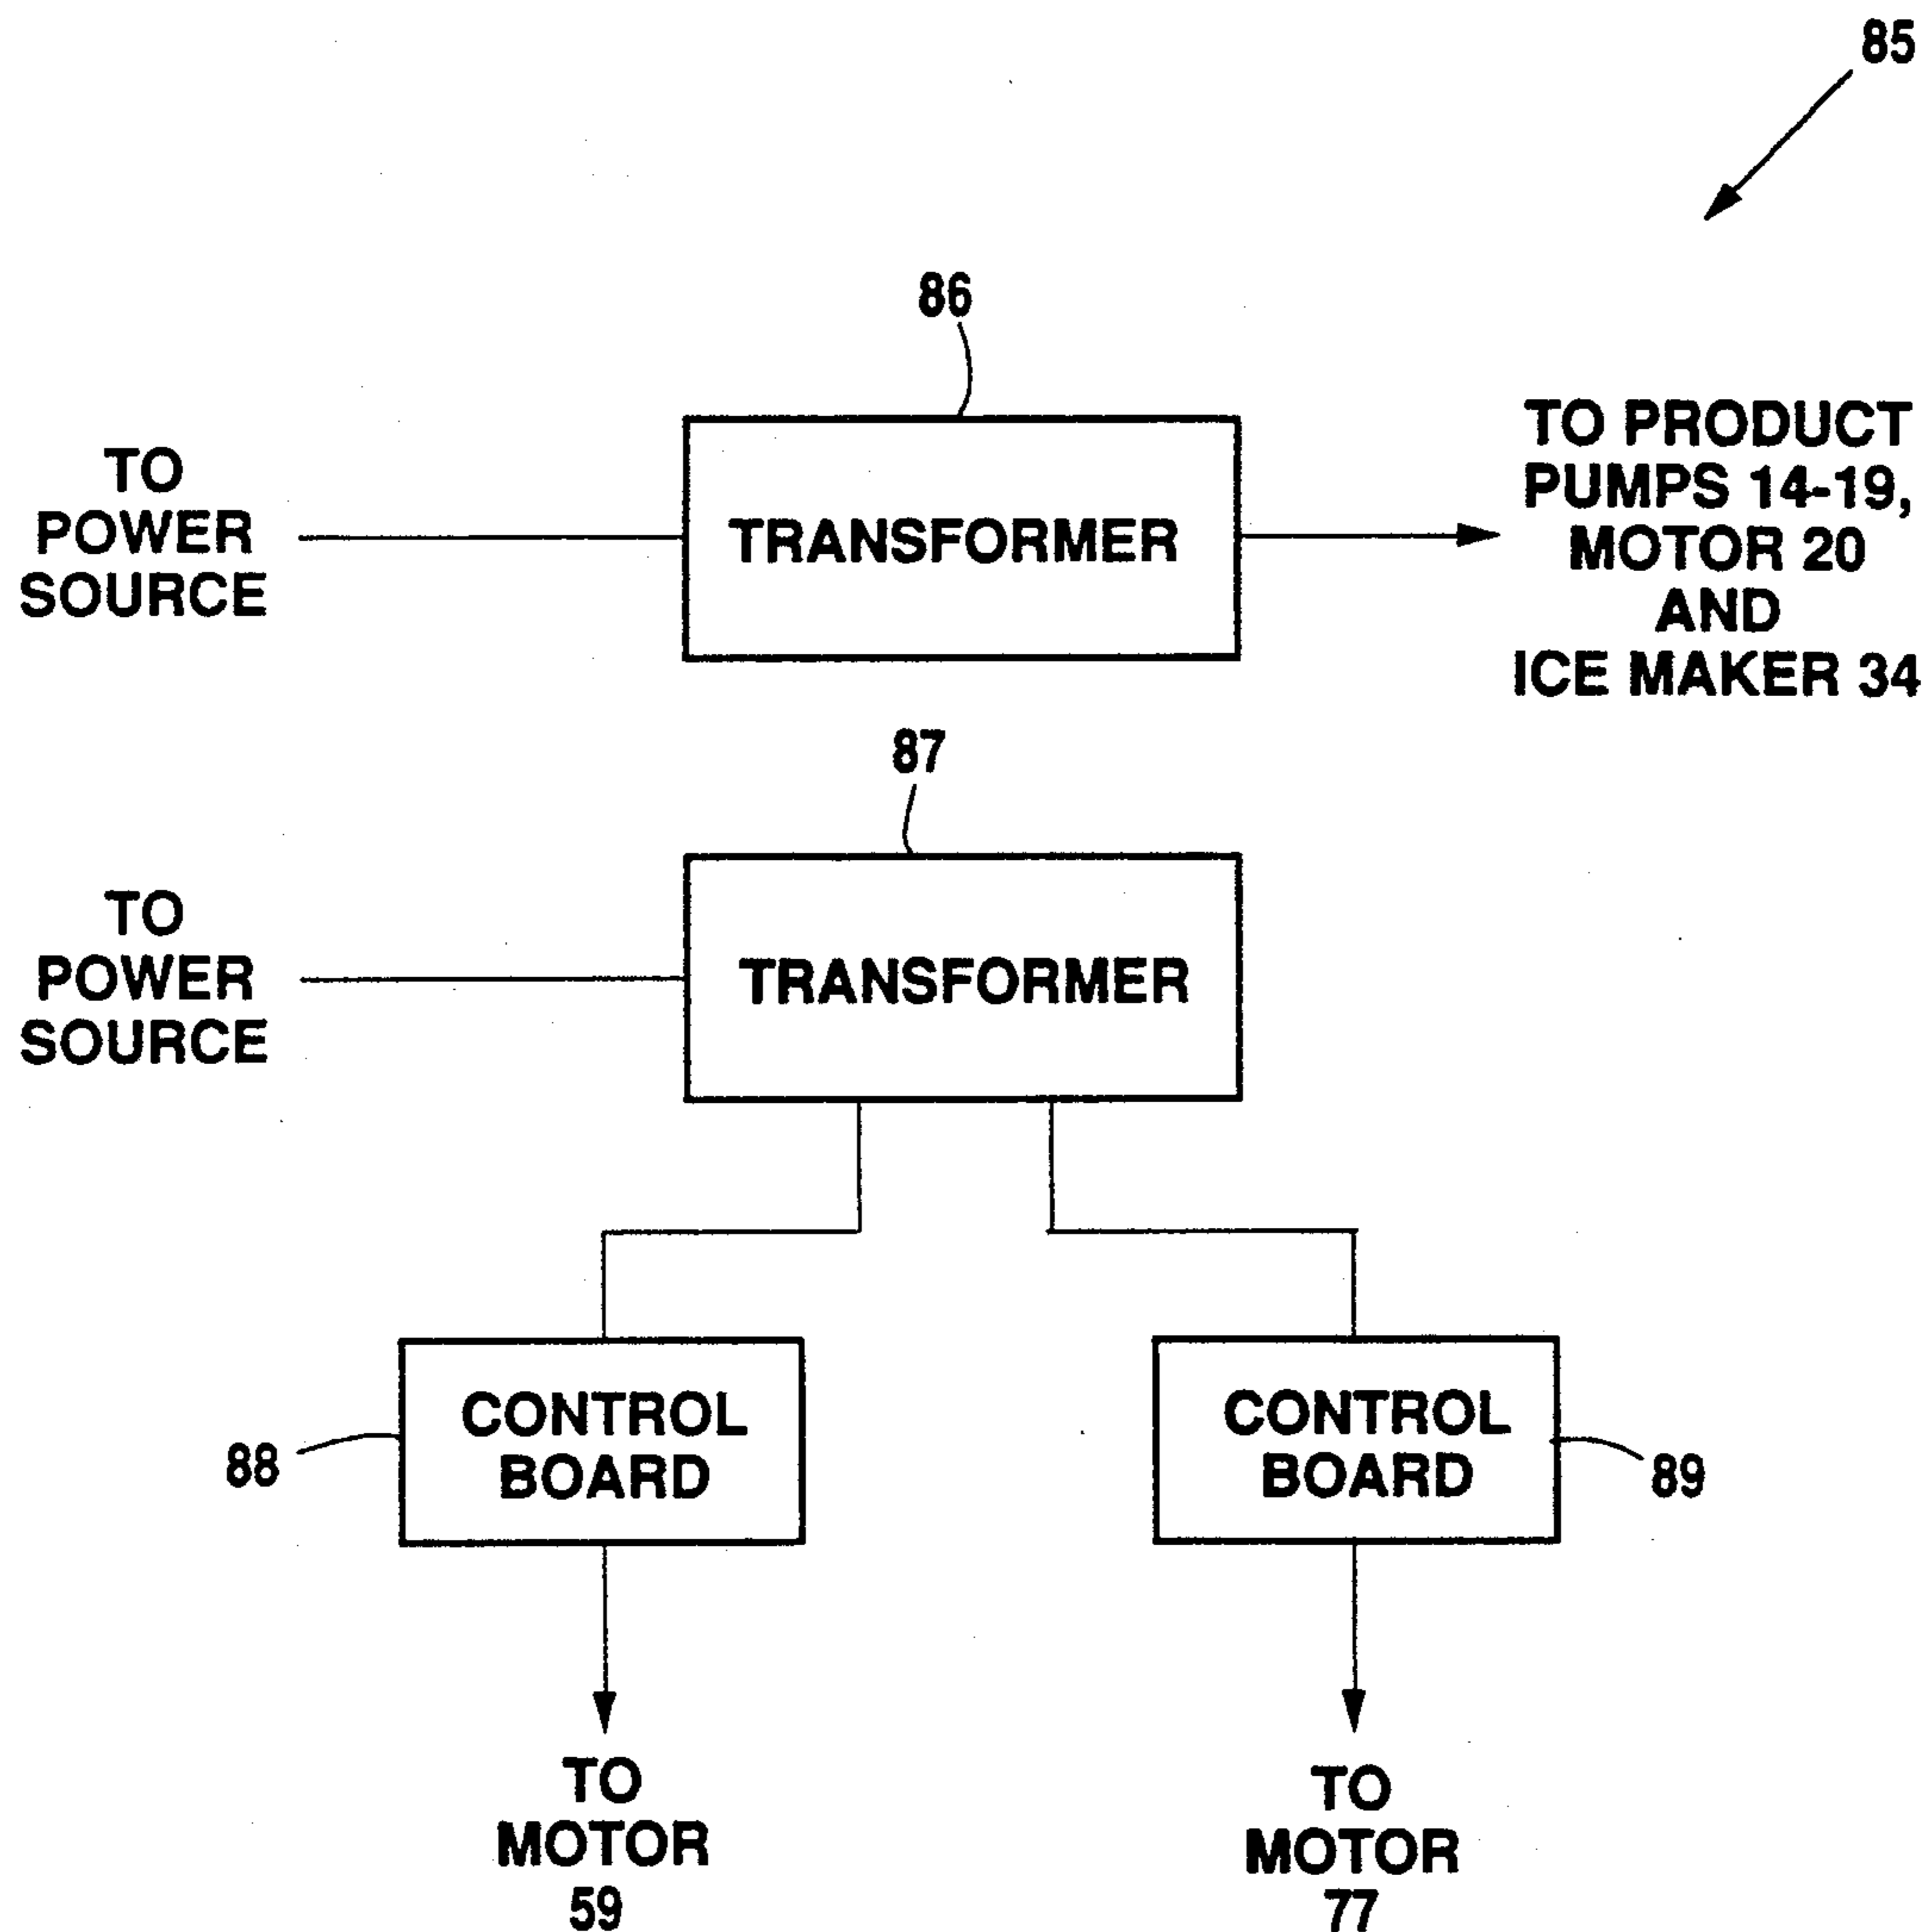 85
86
TO
POWER
SOURCE
TRANSFORMER
TO PRODUCT
PUMPS 14-19,
MOTOR 20
AND
ICE MAKER 34
87
TO
POWER
SOURCE
TRANSFORMER
88
CONTROL
BOARD
CONTROL
BOARD
89
TO
MOTOR
59
TO
MOTOR
77